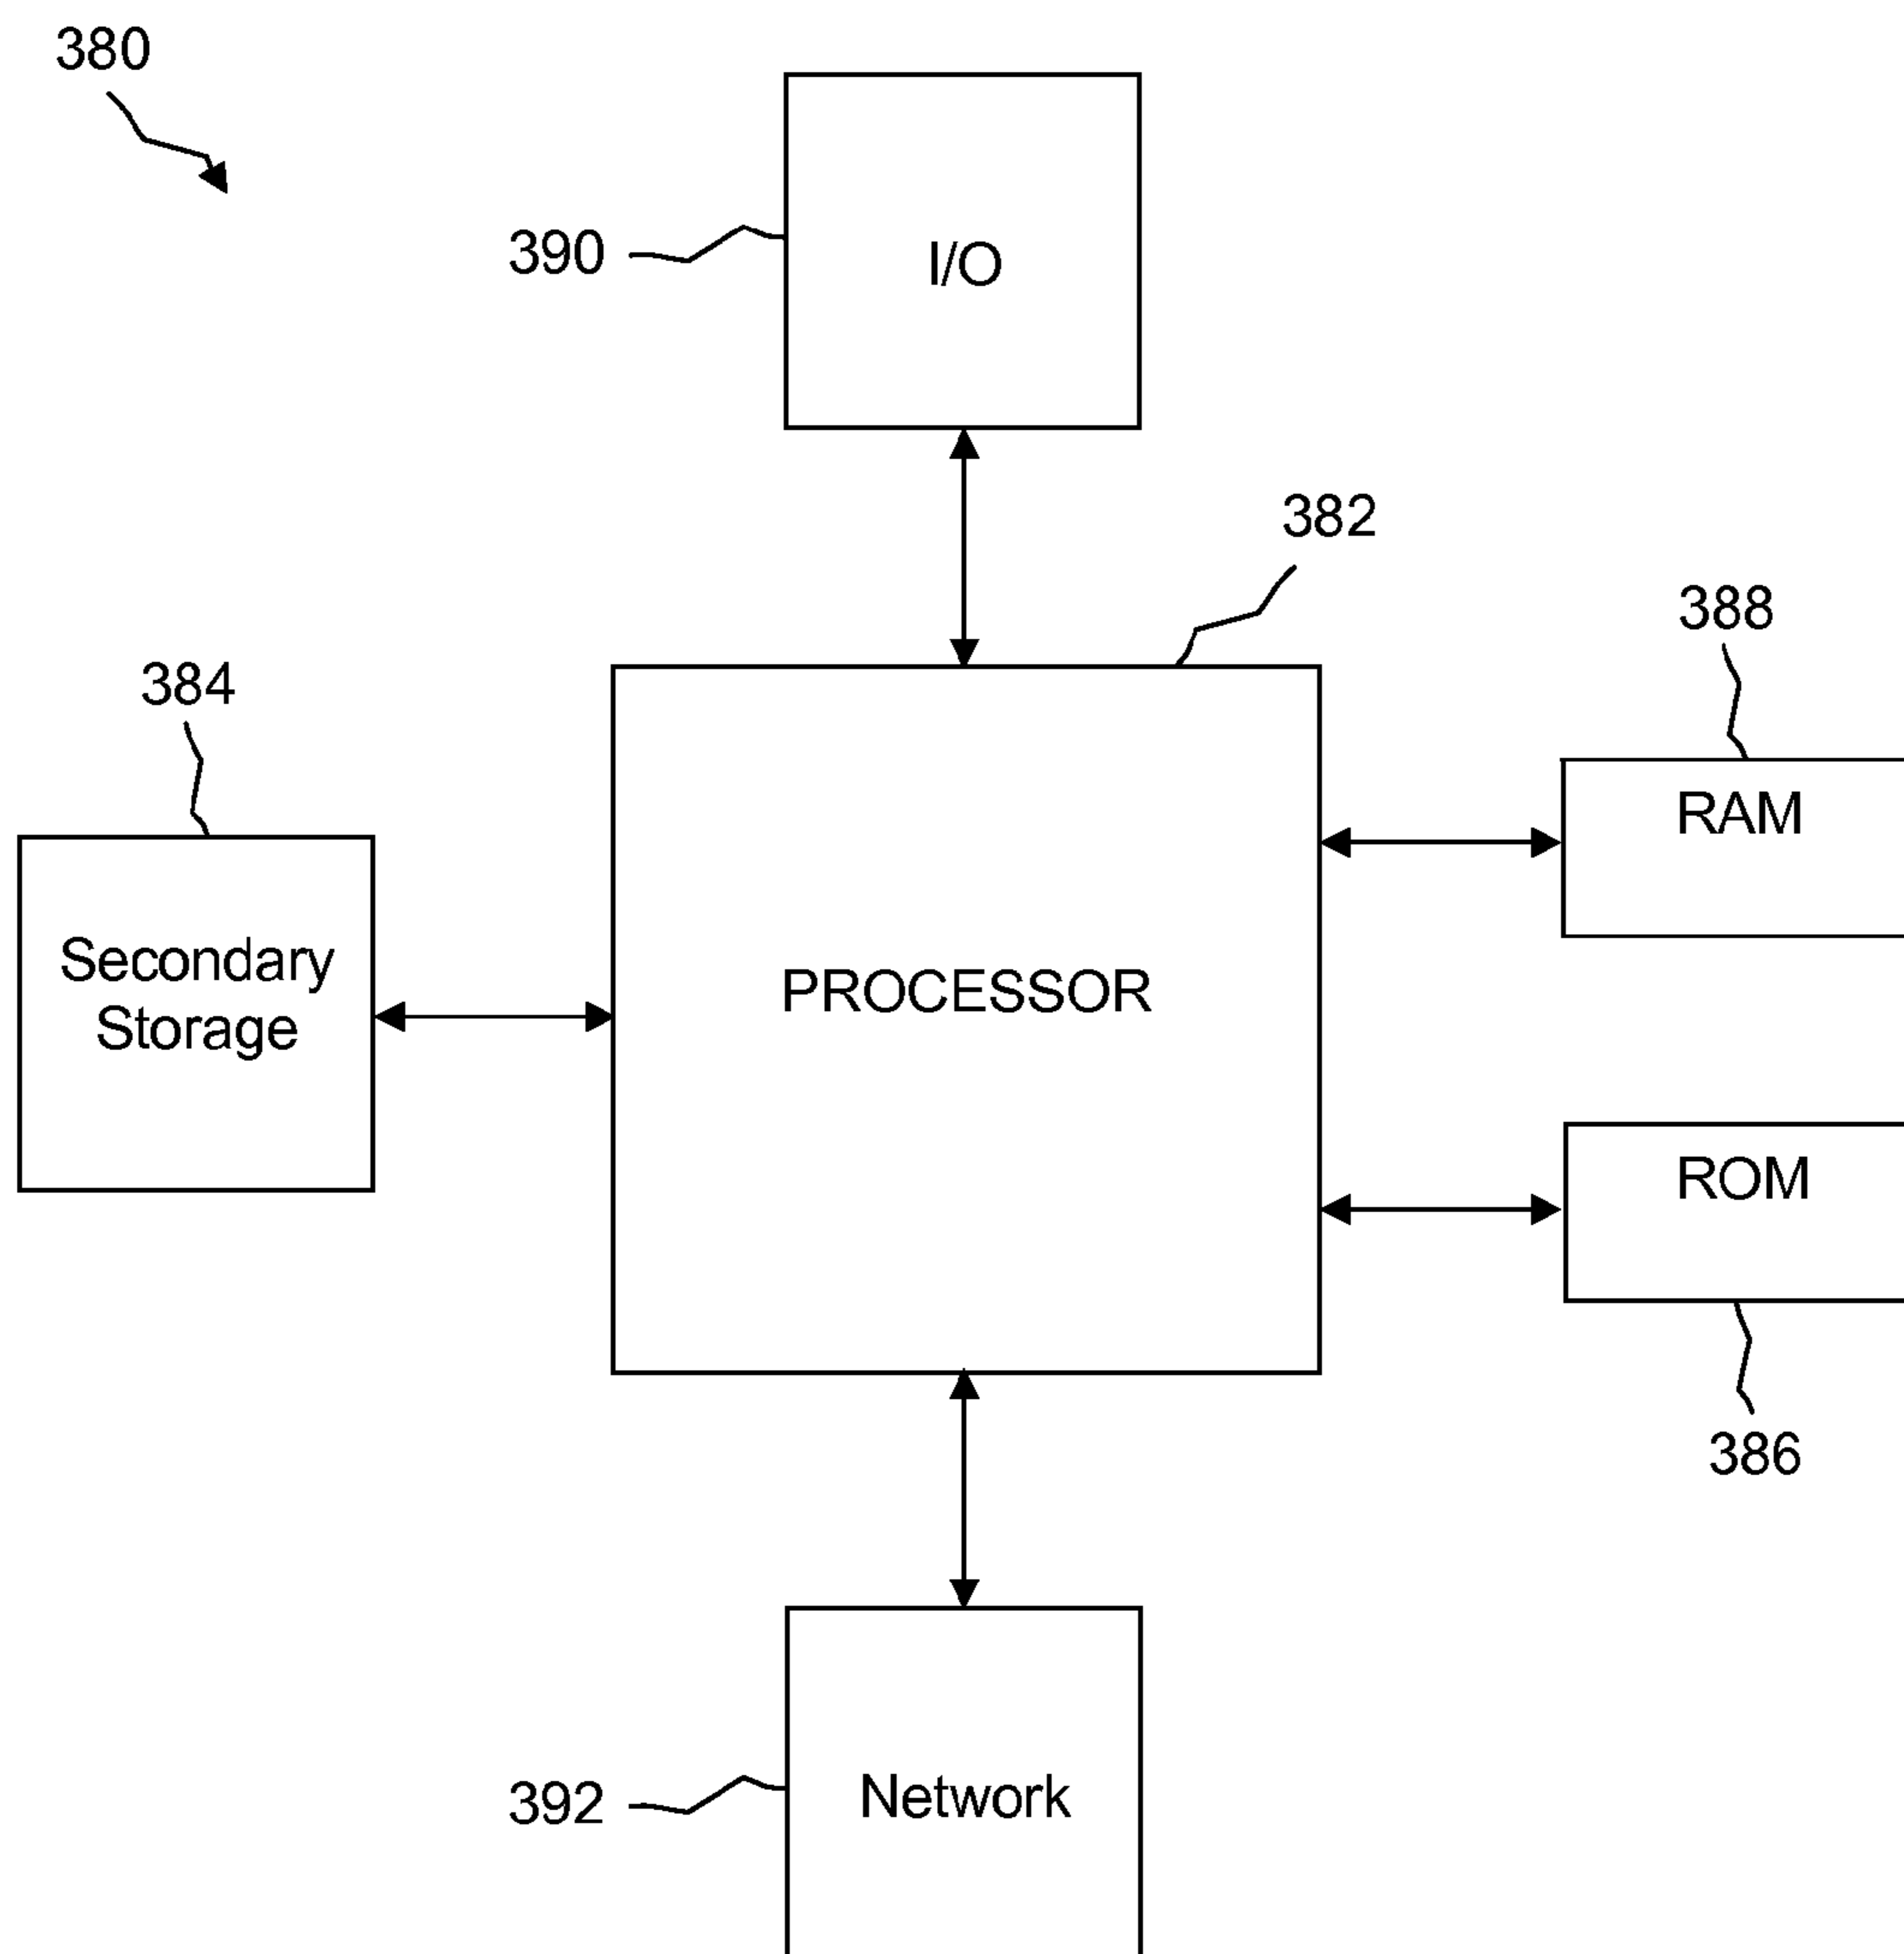 380
390
I/O
382
388
384
RAM
Secondary
Storage
PROCESSOR
ROM
386
392
Network